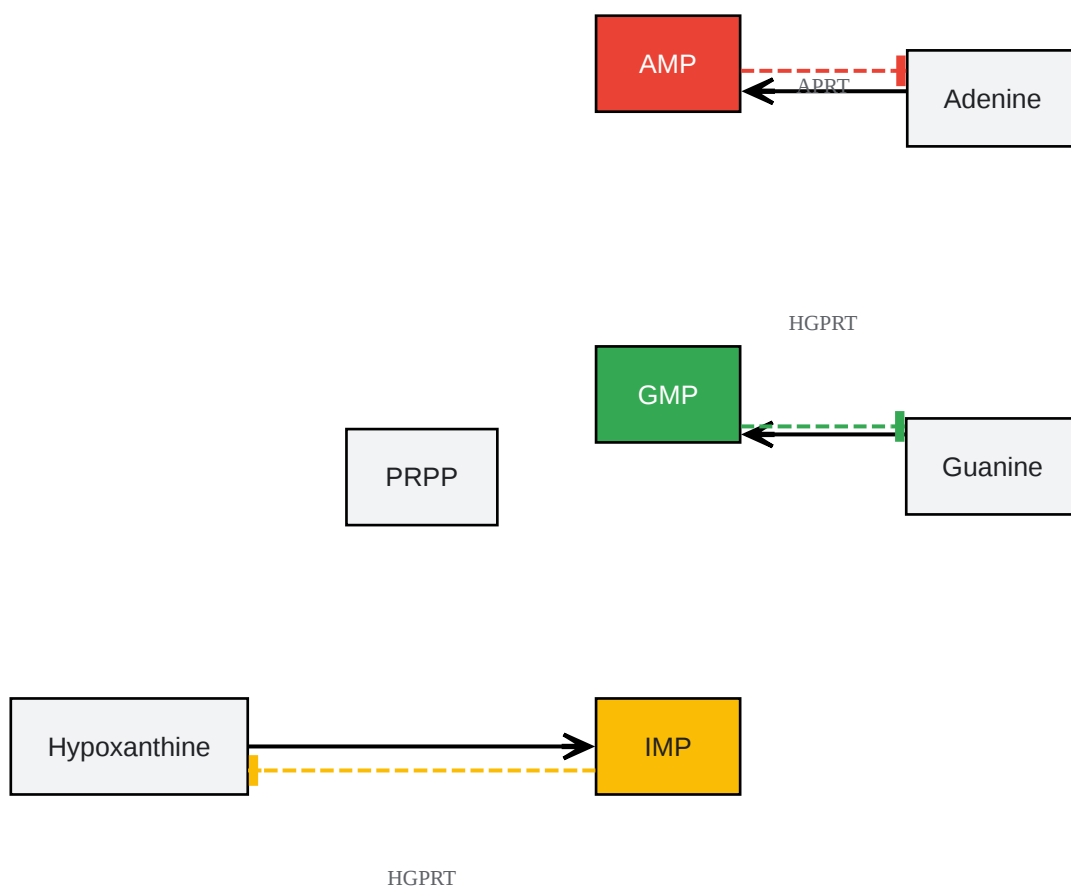 AMP
APRT
Adenine
HGPRT
GMP
Guanine
PRPP
Hypoxanthine
IMP
HGPRT